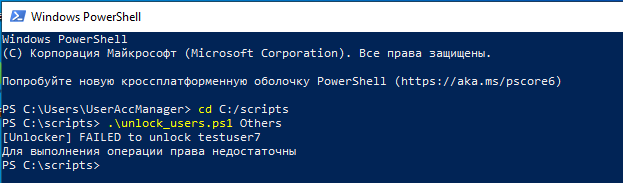 Windows PowerShell
Windows PowerShell
(C) Корпорация Майкрософт (Microsoft Corporation). Все права защищены.
Попробуйте новую кроссплатформенную оболочку PowerShell (https://aka.ms/pscore6)
PS C:\Users\UserAccManager> cd C:/scripts
PS C:\scripts> .\unlock_users.ps1 Others
[Unlocker] FAILED to unlock testuser7
Для выполнения операции права недостаточны
PS C:\scripts>